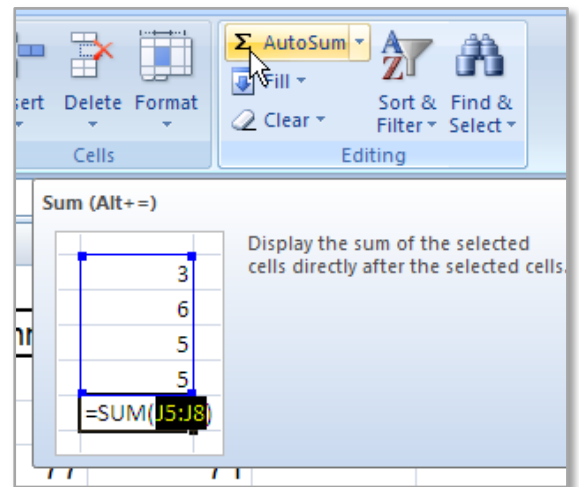 Σ AutoSum
Fill
Clear
Delete
Format
Sort &
Filter
Find &
Select
Cells
Editing
Sum (Alt+=)
Display the sum of the selected
cells directly after the selected cells.
3
6
5
5
=SUM(J5:J8)